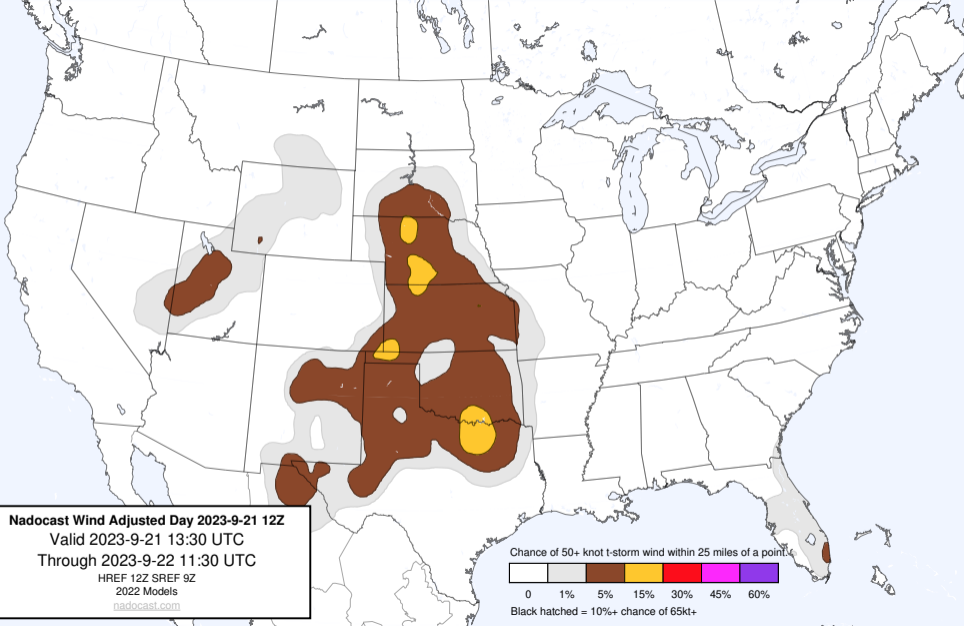 Nadocast Wind Adjusted Day 2023-9-21 12Z
Valid 2023-9-21 13:30 UTC
Through 2023-9-22 11:30 UTC
HREF 12Z SREF 9Z
2022 Models
nadocast.com
Chance of 50+ knot t-storm wind within 25 miles of a point.
0 1% 5% 15% 30% 45% 60%
Black hatched = 10%+ chance of 65kt+